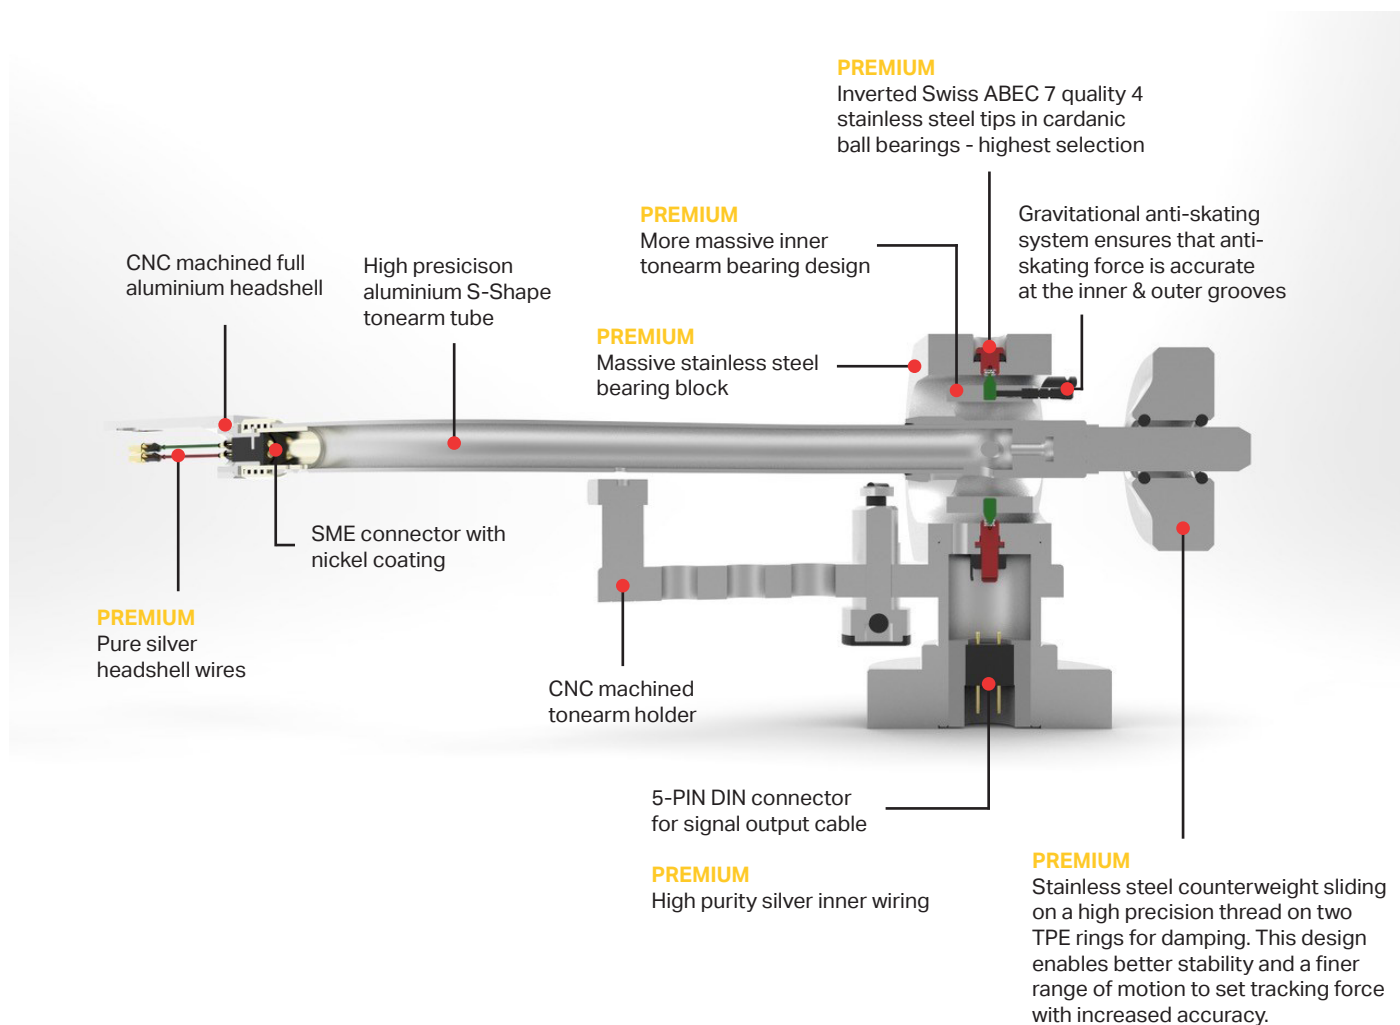 PREMIUM
Inverted Swiss ABEC 7 quality 4
stainless steel tips in cardanic
ball bearings - highest selection
PREMIUM
More massive inner
tonearm bearing design
Gravitational anti-skating
system ensures that anti-
skating force is accurate
at the inner & outer grooves
CNC machined full
aluminium headshell
High presicison
aluminium S-Shape
tonearm tube
PREMIUM
Massive stainless steel
bearing block
SME connector with
nickel coating
PREMIUM
Pure silver
headshell wires
CNC machined
tonearm holder
5-PIN DIN connector
for signal output cable
PREMIUM
High purity silver inner wiring
PREMIUM
Stainless steel counterweight sliding
on a high precision thread on two
TPE rings for damping. This design
enables better stability and a finer
range of motion to set tracking force
with increased accuracy.